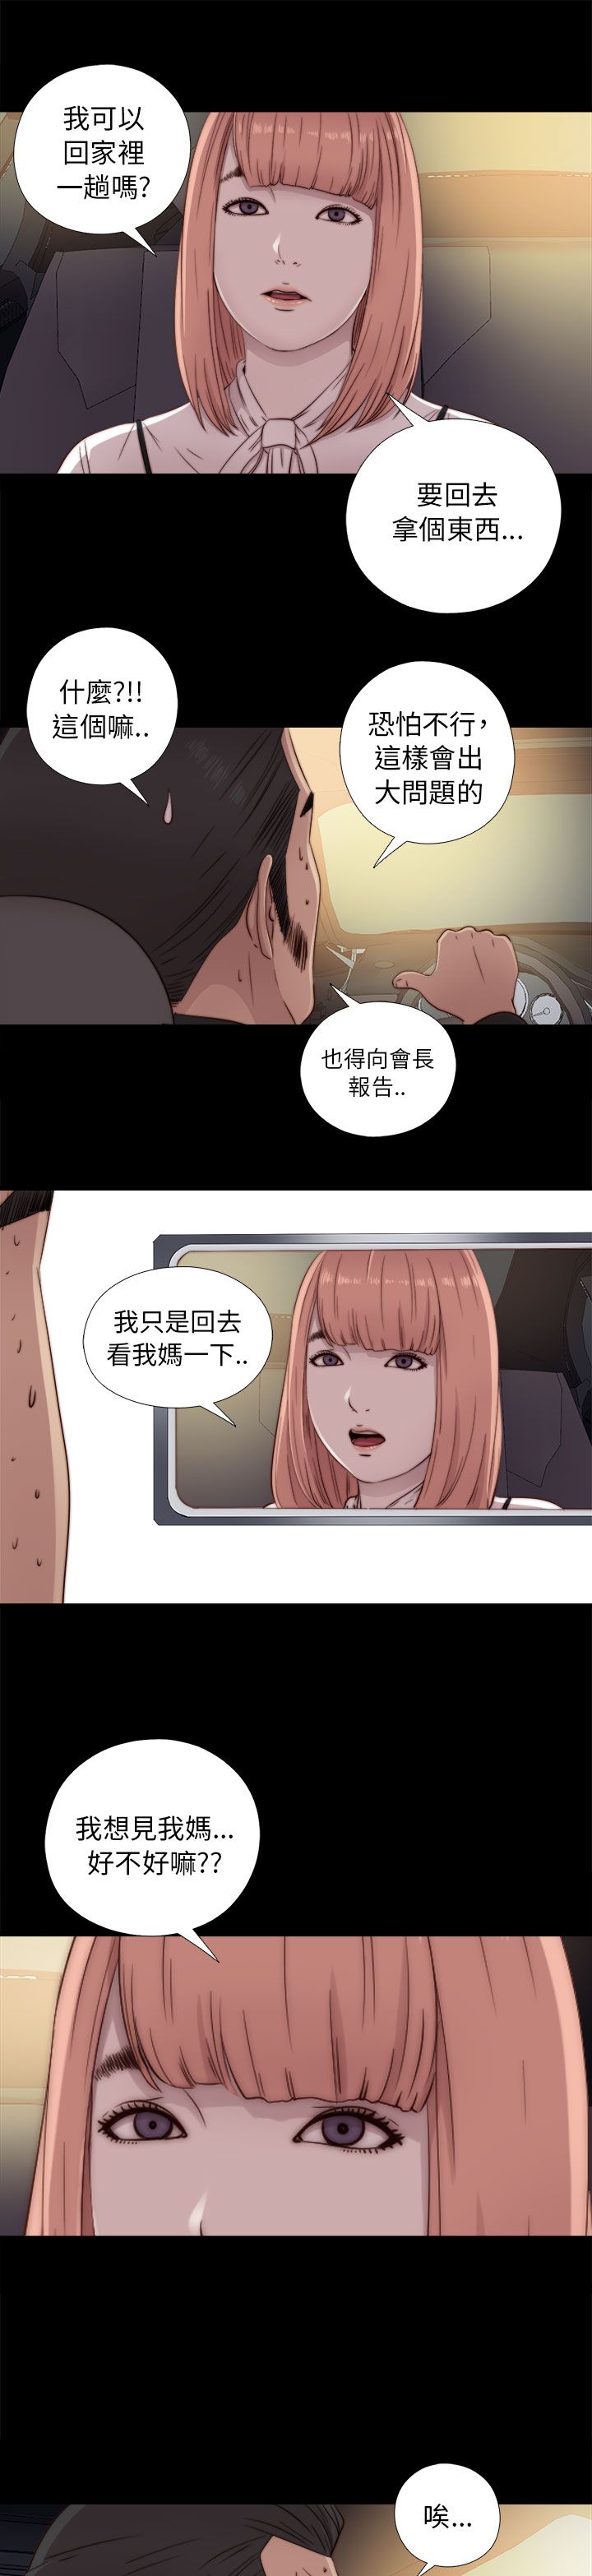 我可以
回家裡
一趟嗎?
要回去
拿個東西...
什麼?!!
這個嘛..
恐怕不行,
這樣會出
大問題的
也得向會長
報告..
我只是回去
看我媽一下..
我想見我媽...
好不好嘛??
唉...